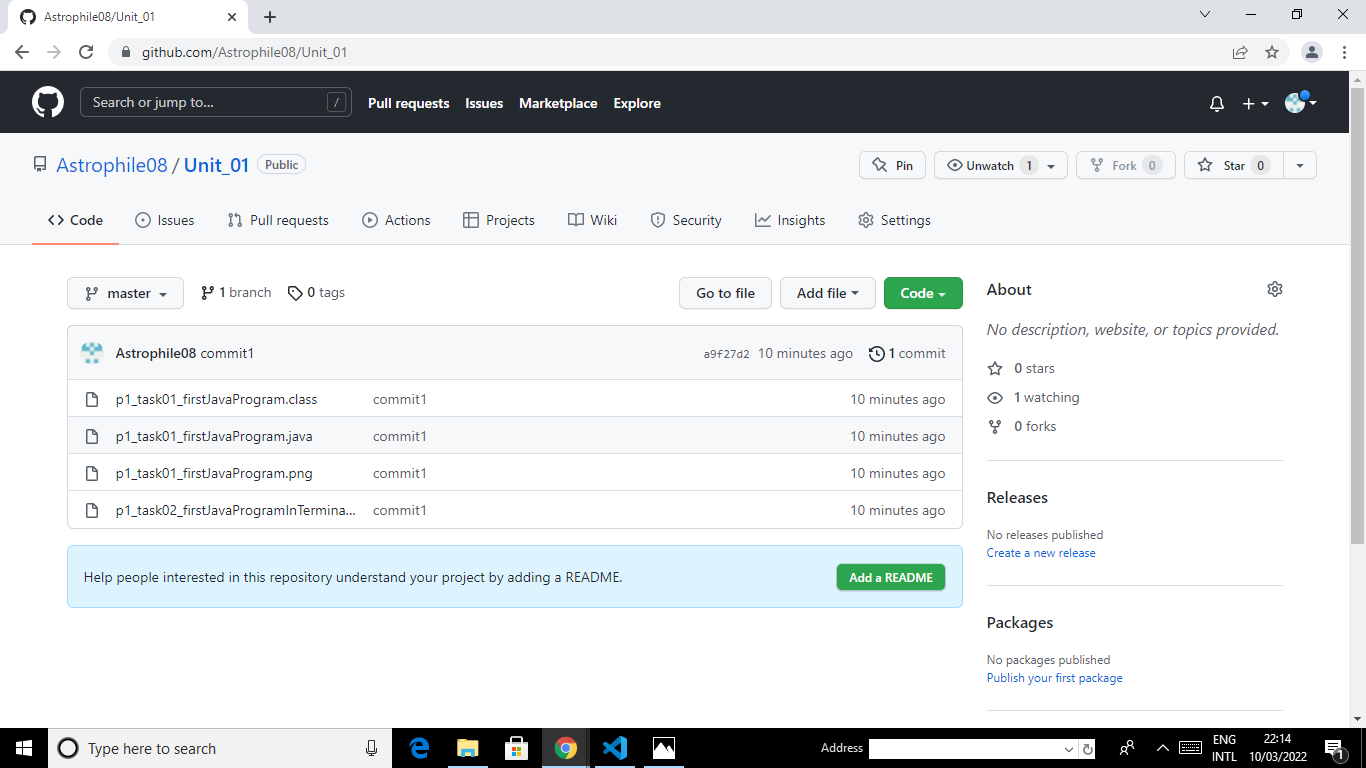 Astrophile08/Unit_01
github.com/Astrophile08/Unit_01
Search or jump to... /
Pull requests Issues Marketplace Explore
Astrophile08 / Unit_01 Public
Pin Unwatch 1 Fork 0 Star 0
Code Issues Pull requests Actions Projects Wiki Security Insights Settings
master 1 branch 0 tags Go to file Add file Code
Astrophile08 commit1 a9f27d2 10 minutes ago 1 commit
p1_task01_firstJavaProgram.class commit1 10 minutes ago
p1_task01_firstJavaProgram.java commit1 10 minutes ago
p1_task01_firstJavaProgram.png commit1 10 minutes ago
p1_task02_firstJavaProgramInTermina... commit1 10 minutes ago
Help people interested in this repository understand your project by adding a README. Add a README
About
No description, website, or topics provided.
0 stars
1 watching
0 forks
Releases
No releases published
Create a new release
Packages
No packages published
Publish your first package
Type here to search
Address
ENG
INTL
22:14
10/03/2022
1